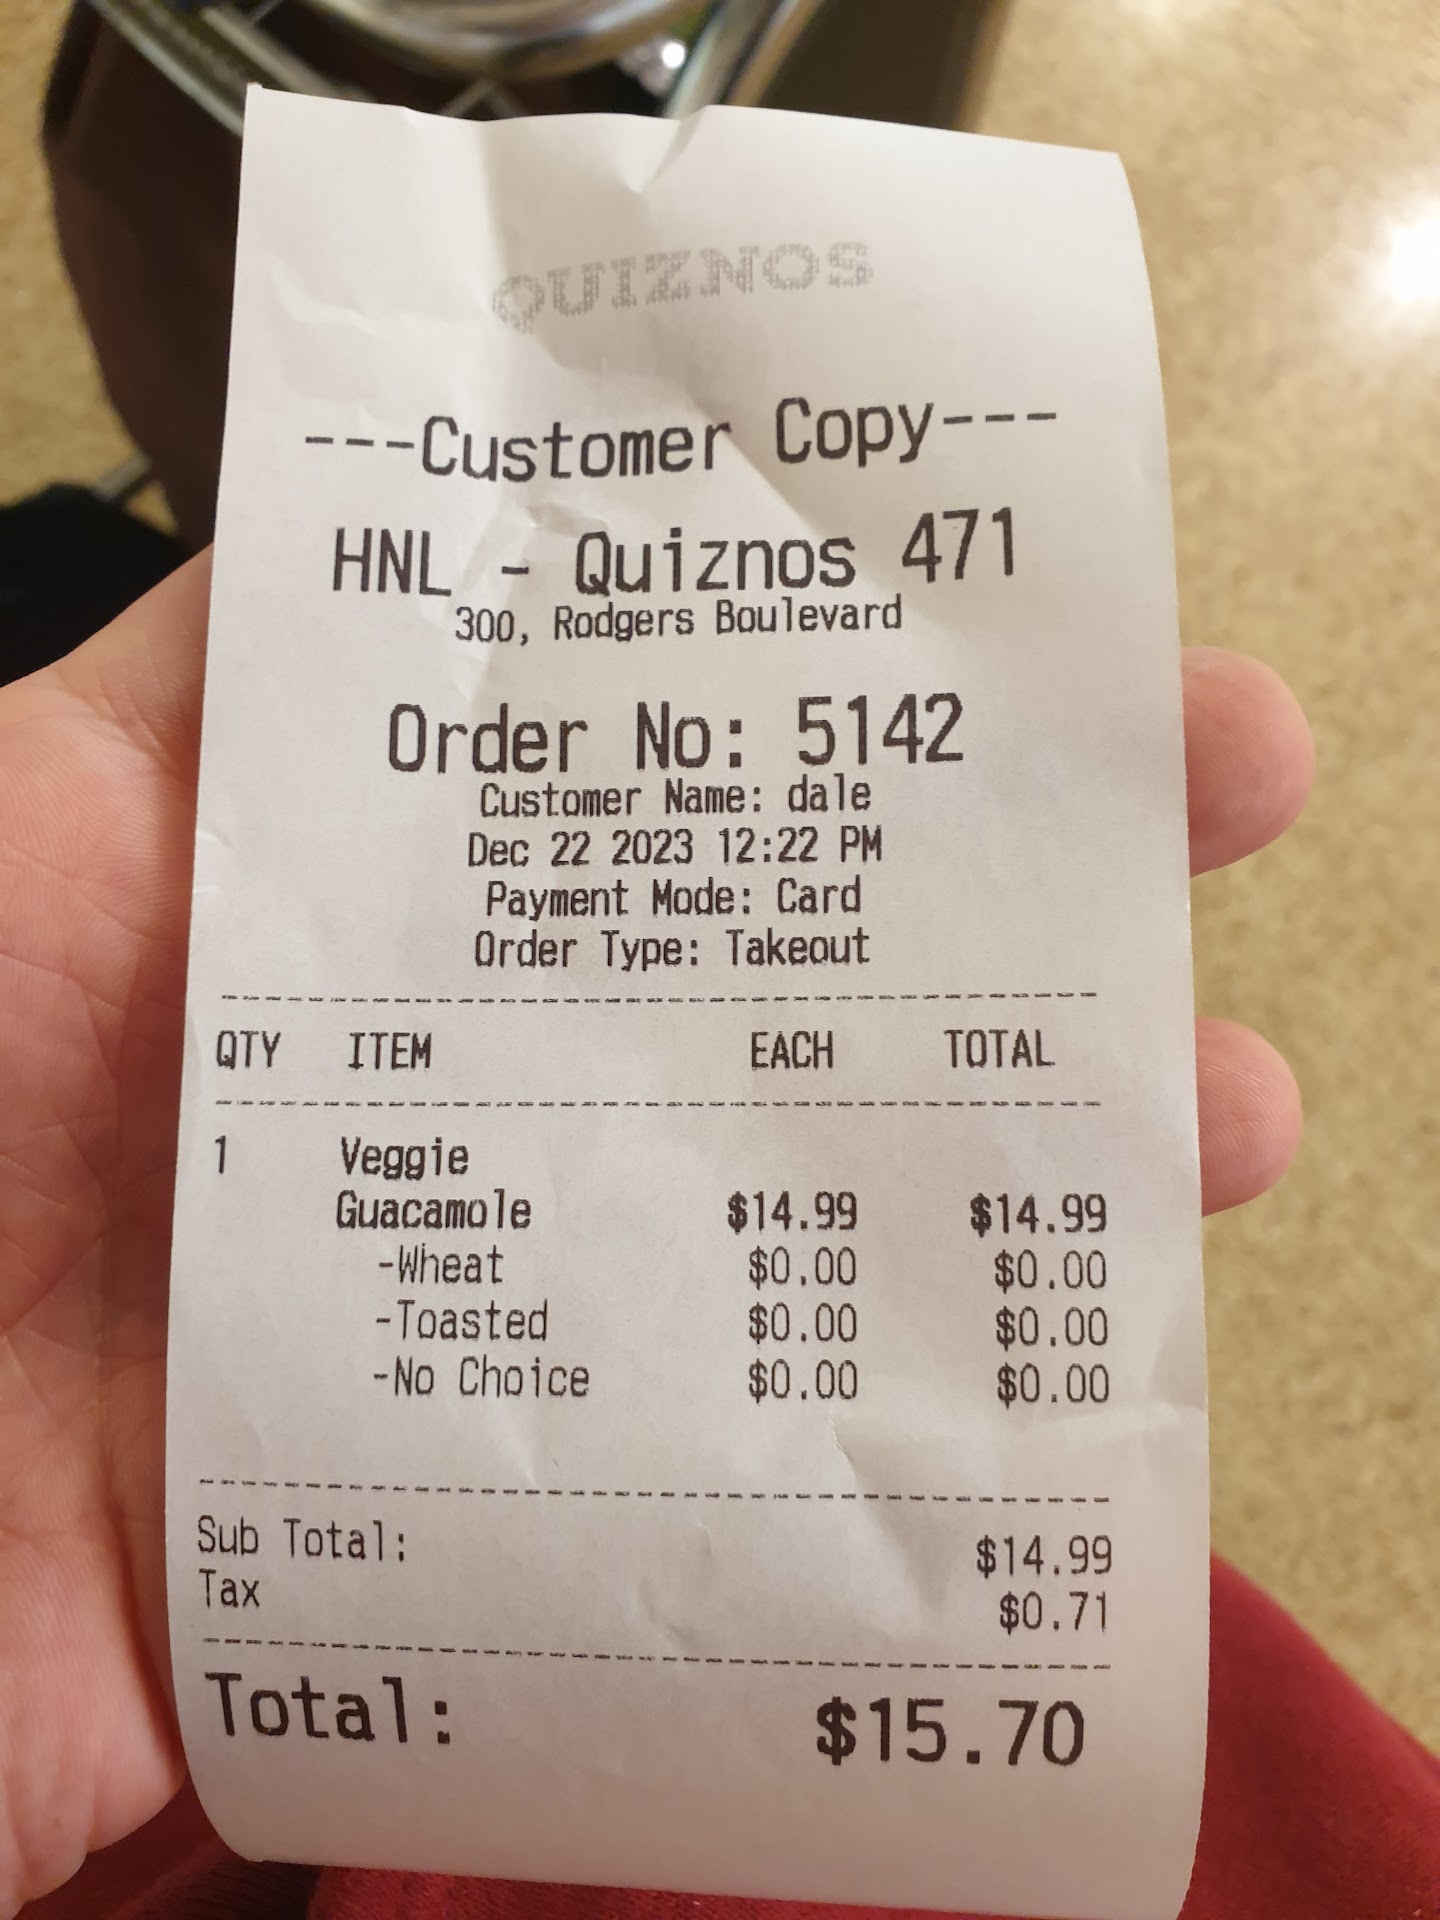 QUIZNOS
---Customer Copy---
HNL - Quiznos 471
300, Rodgers Boulevard
Order No: 5142
Customer Name: dale
Dec 22 2023 12:22 PM
Payment Mode: Card
Order Type: Takeout
QTY ITEM EACH TOTAL
1 Veggie
Guacamole $14.99 $14.99
-Wheat $0.00 $0.00
-Toasted $0.00 $0.00
-No Choice $0.00 $0.00
Sub Total: $14.99
Tax $0.71
Total: $15.70